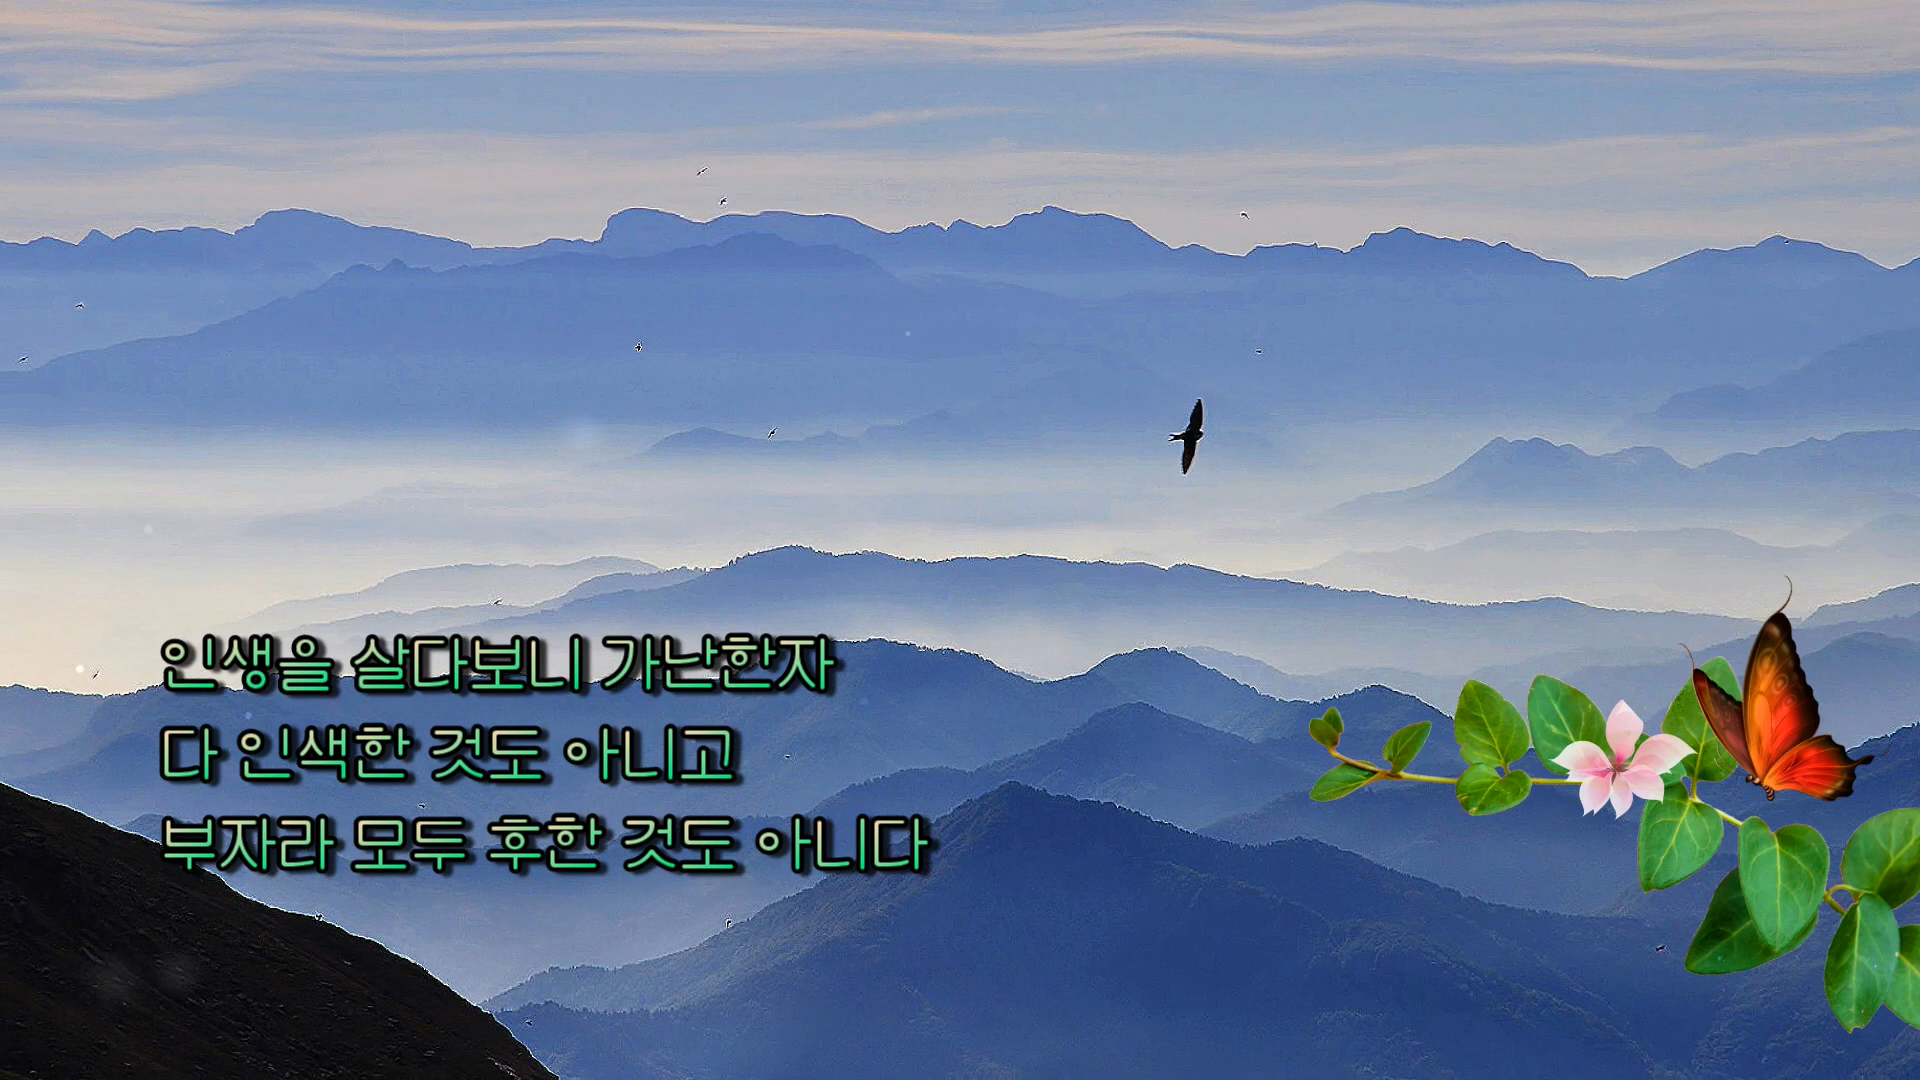 인생을 살다보니 가난한자
다 인색한 것도 아니고
부자라 모두 후한 것도 아니다